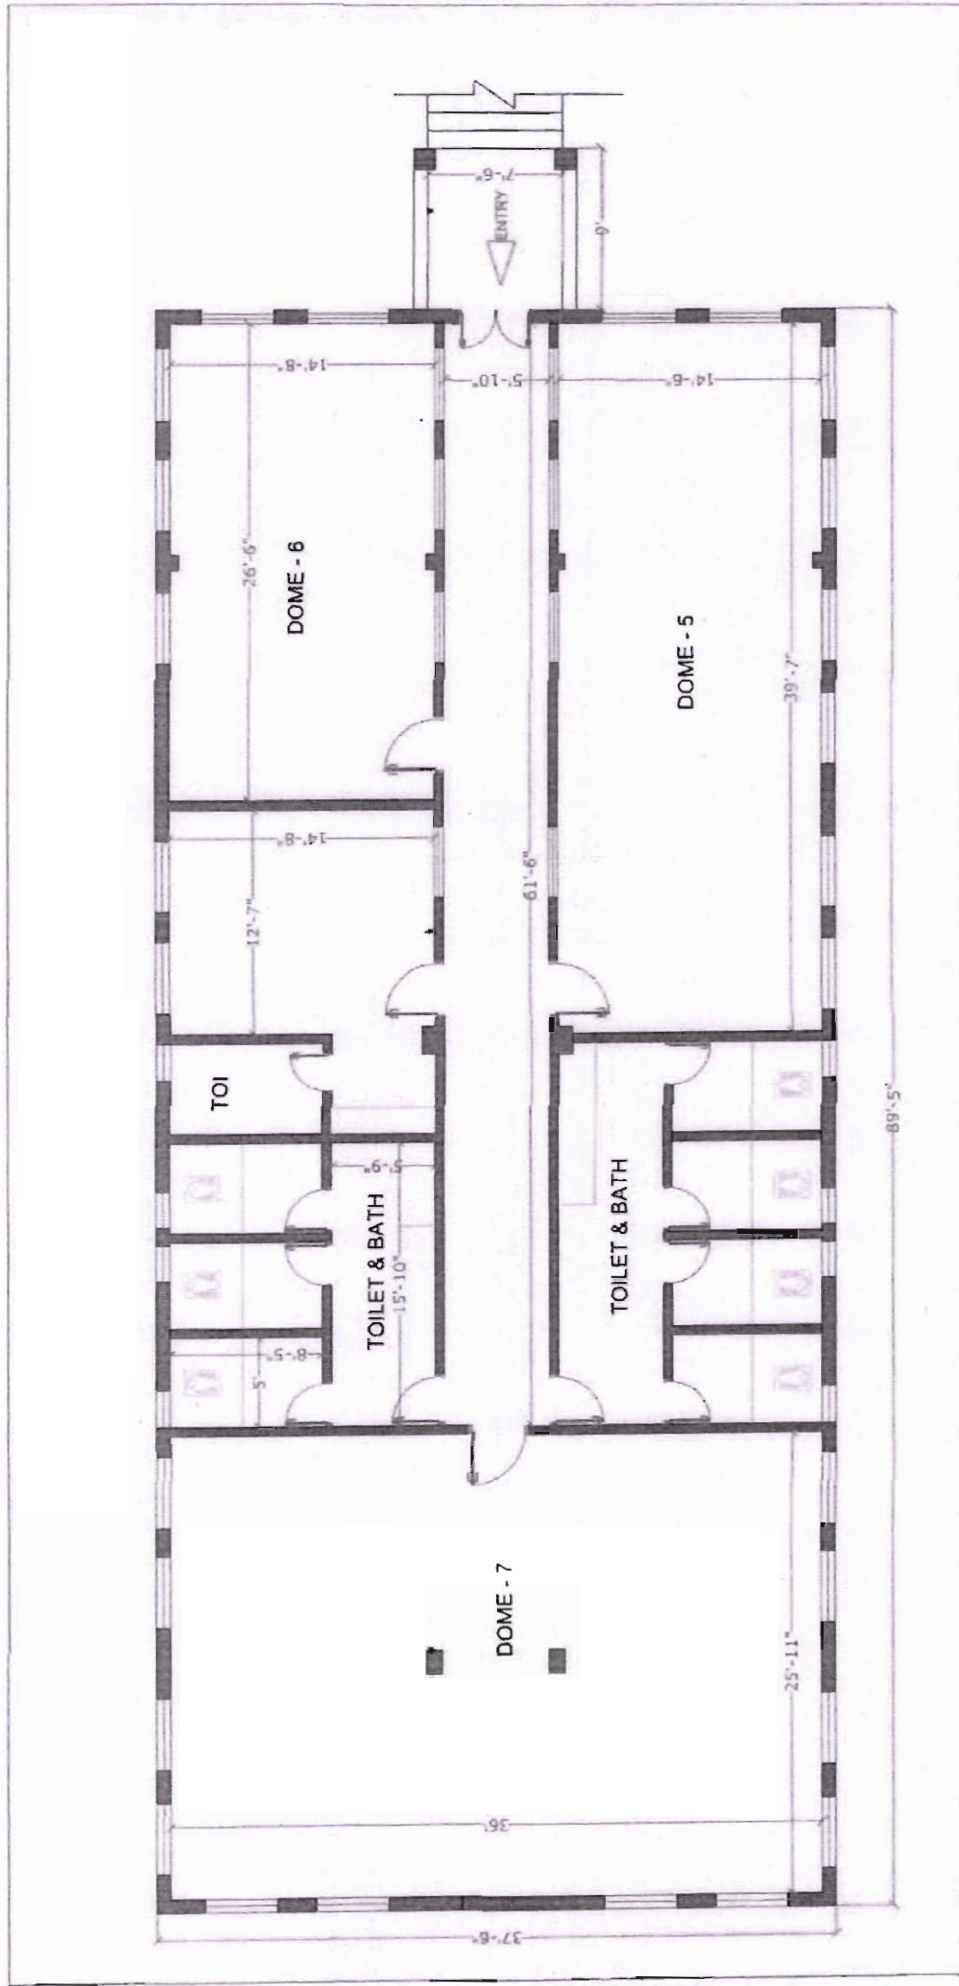 7'-6"
ENTRY
9'
14'-8"
5'-10"
14'-6"
26'-6"
DOME - 6
DOME - 5
39'-7"
14'-8"
12'-7"
61'-6"
TOI
89'-5"
5'-9"
TOILET & BATH
15'-10"
TOILET & BATH
8'-5"
5'
DOME - 7
25'-11"
36'
37'-6"